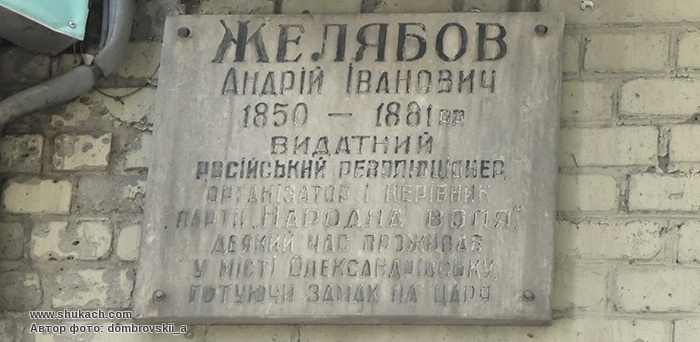 ЖЕЛЯБОВ
АНДРІЙ ІВАНОВИЧ
1850 – 1881 рр
ВИДАТНИЙ
РОСІЙСЬКИЙ РЕВОЛЮЦІОНЕР,
ОРГАНІЗАТОР І КЕРІВНИК
ПАРТІЇ „НАРОДНА ВОЛЯ"
ДЕЯКИЙ ЧАС ПРОЖИВАВ
У МІСТІ ОЛЕКСАНДРІВСЬКУ,
ГОТУЮЧИ ЗАМАХ НА ЦАРЯ
www.shukach.com
Автор фото: dombrovskii_a